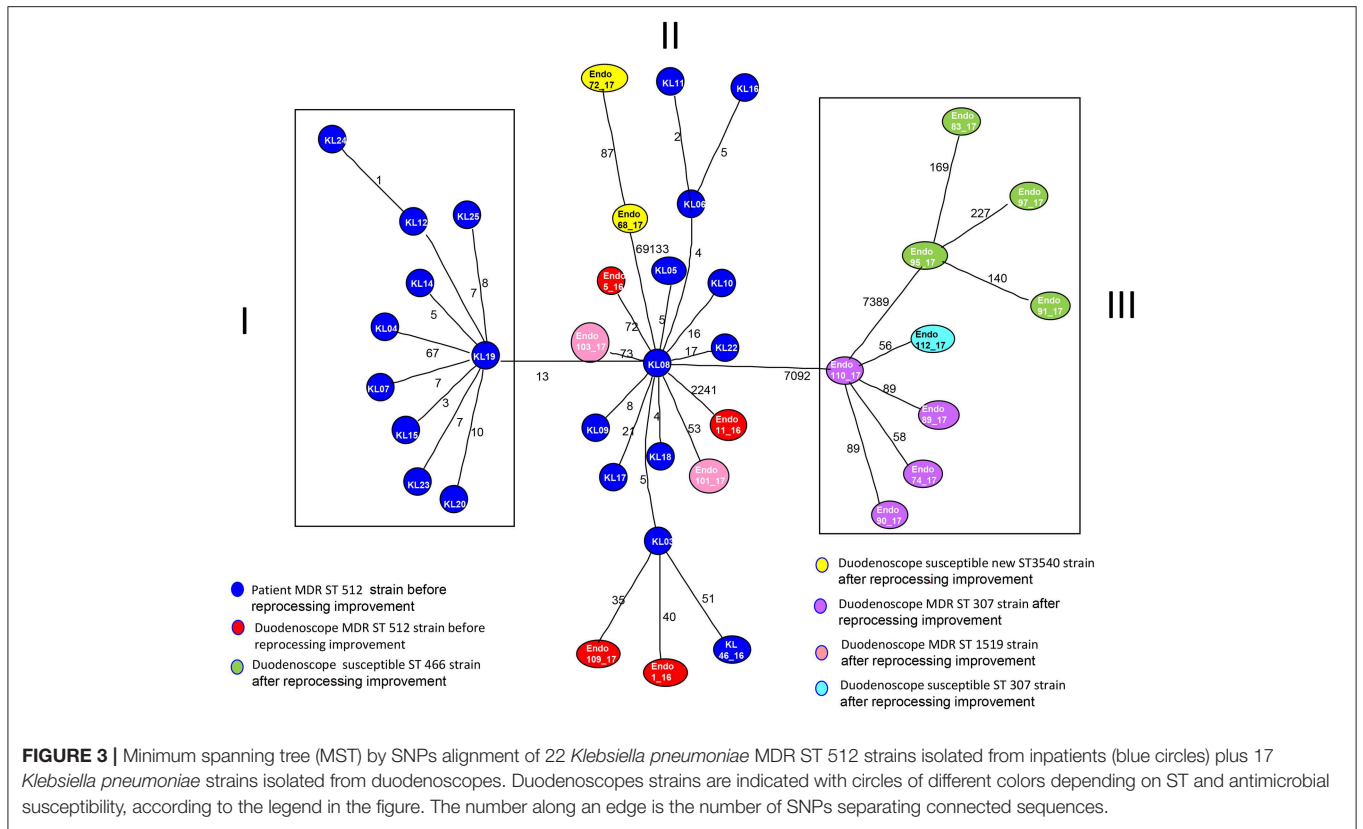 II
I
III
KL24
1
KL12
KL25
7
8
KL14
5
KL04
67
KL19
KL07
7
3
KL15
7
10
KL23
KL20
13
Endo
72_17
87
Endo
68_17
69133
KL11
2
KL16
5
KL06
4
KL05
5
KL10
16
Endo
5_16
72
Endo
103_17
73
KL22
17
KL08
7092
2241
Endo
11_16
8
KL09
21
KL17
4
KL18
53
Endo
101_17
5
KL03
35
Endo
109_17
40
Endo
1_16
51
KL
46_16
Endo
83_17
169
Endo
97_17
227
Endo
95_17
140
Endo
91_17
7389
56
Endo
112_17
Endo
110_17
89
Endo
89_17
58
Endo
74_17
89
Endo
90_17
Patient MDR ST 512 strain before
reprocessing improvement
Duodenoscope MDR ST 512 strain before
reprocessing improvement
Duodenoscope susceptible ST 466 strain
after reprocessing improvement
Duodenoscope susceptible new ST3540 strain
after reprocessing improvement
Duodenoscope MDR ST 307 strain after
reprocessing improvement
Duodenoscope MDR ST 1519 strain
after reprocessing improvement
Duodenoscope susceptible ST 307 strain
after reprocessing improvement
FIGURE 3 | Minimum spanning tree (MST) by SNPs alignment of 22 Klebsiella pneumoniae MDR ST 512 strains isolated from inpatients (blue circles) plus 17
Klebsiella pneumoniae strains isolated from duodenoscopes. Duodenoscopes strains are indicated with circles of different colors depending on ST and antimicrobial
susceptibility, according to the legend in the figure. The number along an edge is the number of SNPs separating connected sequences.